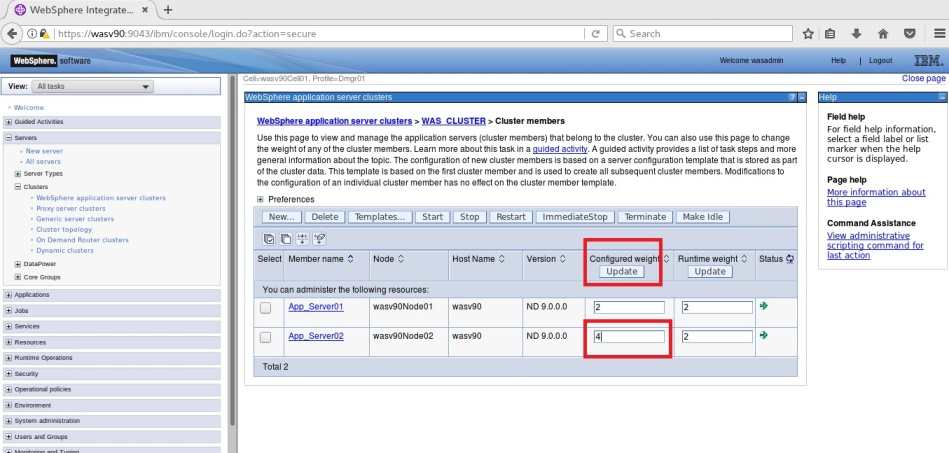 WebSphere Integrate...
https://wasv90:9043/ibm/console/login.do?action=secure
Search
WebSphere. software
Welcome wasadmin
Help | Logout
IBM.
View: All tasks
Cell=wasv90Cell01, Profile=Dmgr01
Close page
Welcome
Guided Activities
Servers
New server
All servers
Server Types
Clusters
WebSphere application server clusters
Proxy server clusters
Generic server clusters
Cluster topology
On Demand Router clusters
Dynamic clusters
DataPower
Core Groups
Applications
Jobs
Services
Resources
Runtime Operations
Security
Operational policies
Environment
System administration
Users and Groups
Monitoring and Tuning
WebSphere application server clusters
?
WebSphere application server clusters > WAS_CLUSTER > Cluster members
Use this page to view and manage the application servers (cluster members) that belong to the cluster. You can also use this page to change
the weight of any of the cluster members. Learn more about this task in a guided activity. A guided activity provides a list of task steps and more
general information about the topic. The configuration of new cluster members is based on a server configuration template that is stored as part
of the cluster data. This template is based on the first cluster member and is used to create all subsequent cluster members. Modifications to
the configuration of an individual cluster member has no effect on the cluster member template.
Preferences
New... Delete Templates... Start Stop Restart ImmediateStop Terminate Make Idle
Select Member name Node Host Name Version Configured weight Runtime weight Status
Update Update
You can administer the following resources:
App_Server01 wasv90Node01 wasv90 ND 9.0.0.0 2 2
App_Server02 wasv90Node02 wasv90 ND 9.0.0.0 4 2
Total 2
Help
Field help
For field help information,
select a field label or list
marker when the help
cursor is displayed.
Page help
More information about
this page
Command Assistance
View administrative
scripting command for
last action